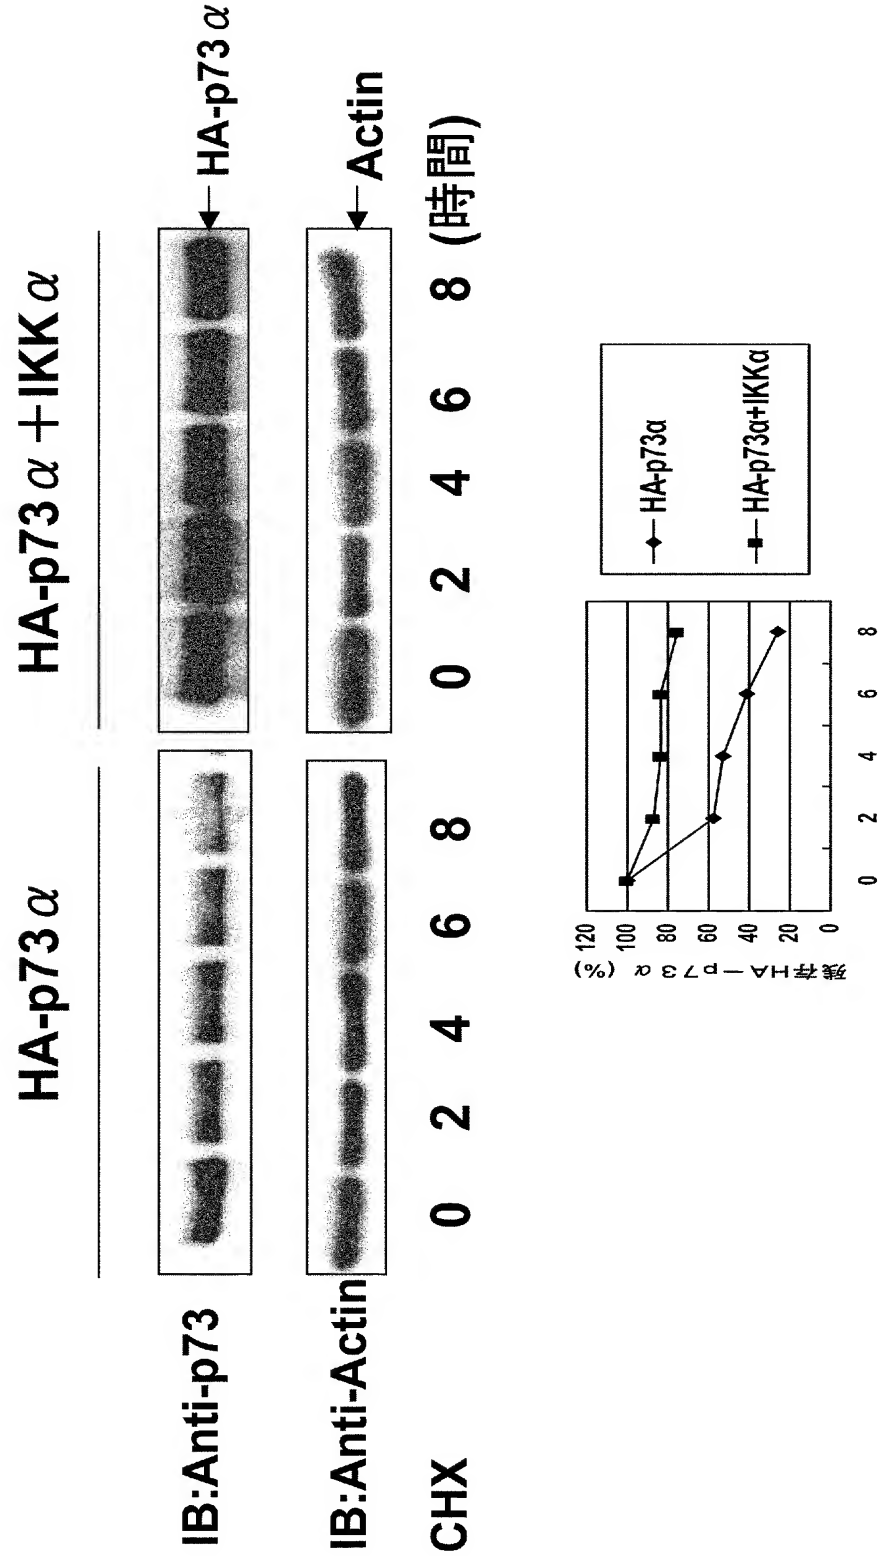 HA-p73α HA-p73α+IKKα
IB:Anti-p73 HA-p73α
IB:Anti-Actin Actin
CHX 0 2 4 6 8 0 2 4 6 8 (時間)
残存HA-p73α (%)
120
100
80
60
40
20
0
0 2 4 6 8
HA-p73α
HA-p73α+IKKα